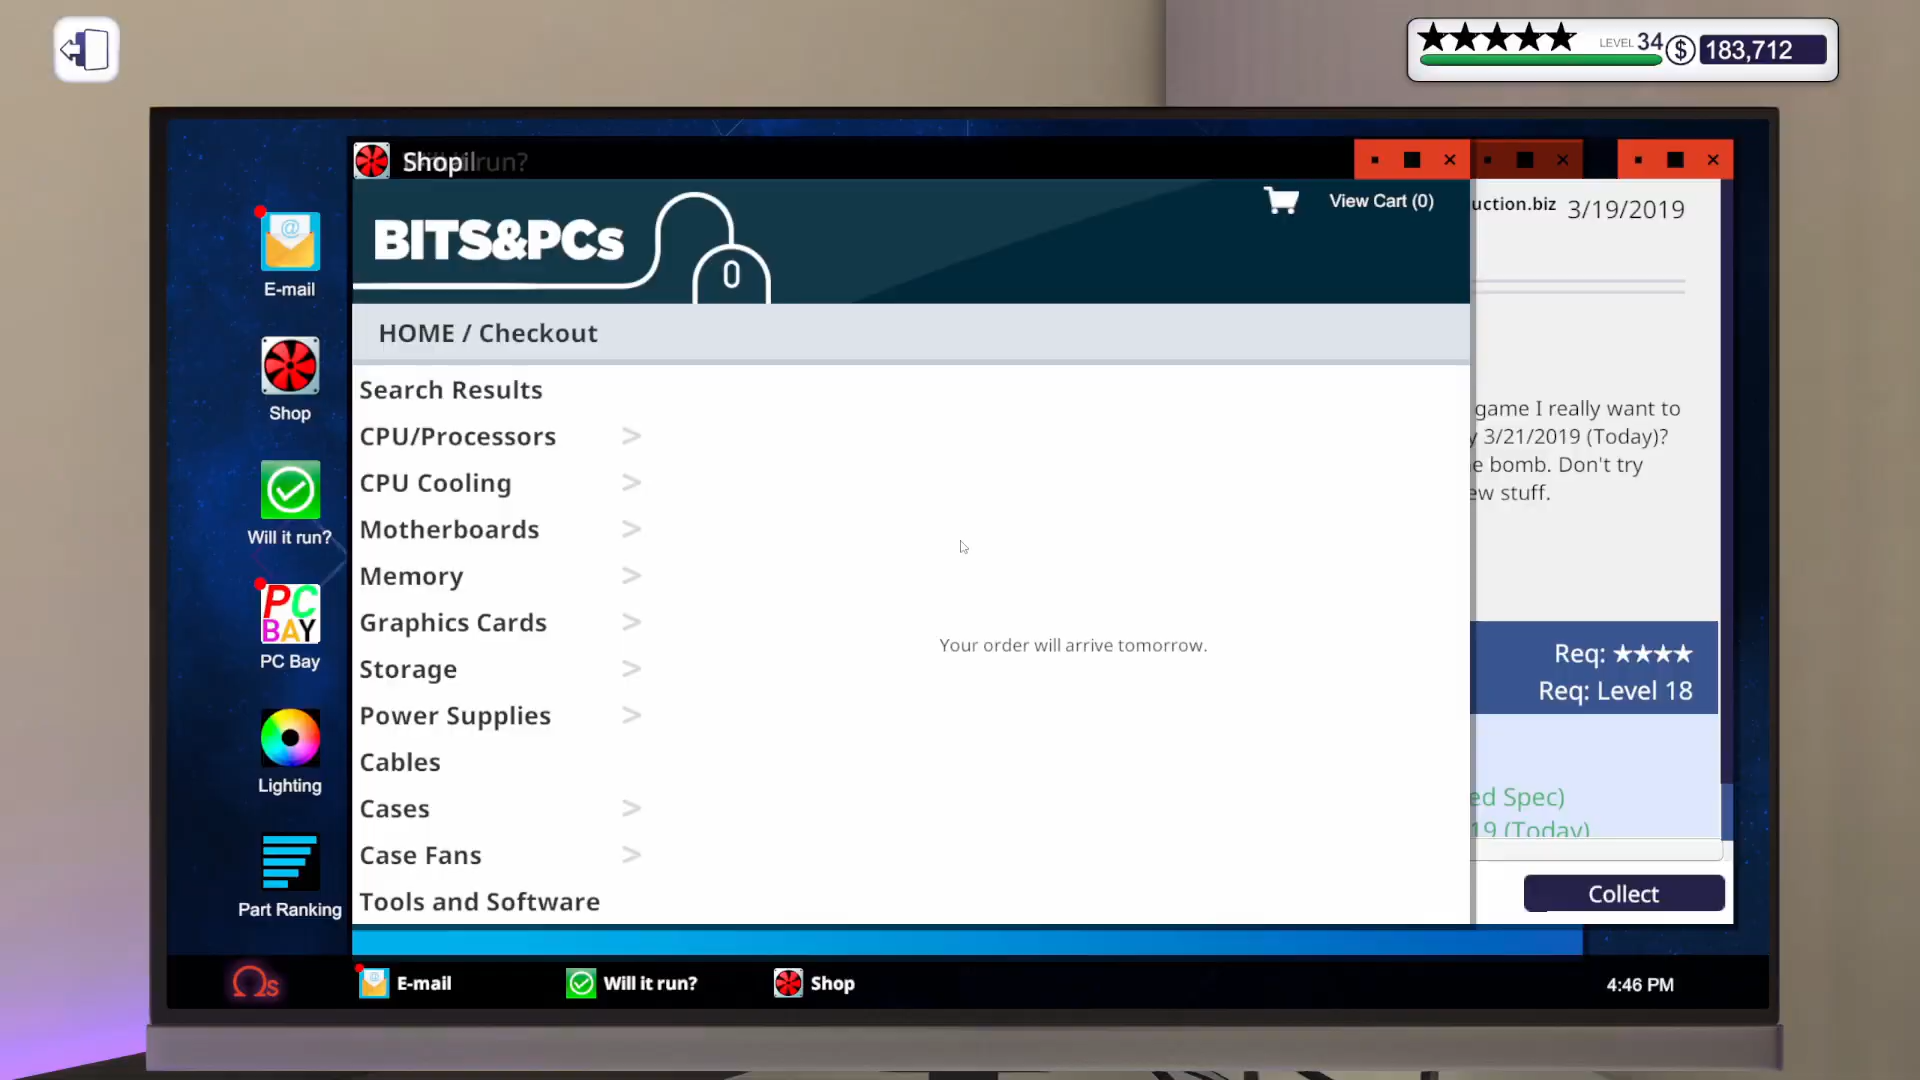 LEVEL 34 $ 183,712
Shop
View Cart (0)
BITS&PCs
uction.biz 3/19/2019
HOME / Checkout
Search Results
CPU/Processors >
CPU Cooling >
Motherboards >
Memory >
Graphics Cards >
Storage >
Power Supplies >
Cables
Cases >
Case Fans >
Tools and Software
Your order will arrive tomorrow.
game I really want to
y 3/21/2019 (Today)?
e bomb. Don't try
ew stuff.
Req: ★★★★
Req: Level 18
ed Spec)
19 (Today)
Collect
E-mail
Shop
Will it run?
PC BAY
PC Bay
Lighting
Part Ranking
Ωs E-mail Will it run? Shop 4:46 PM